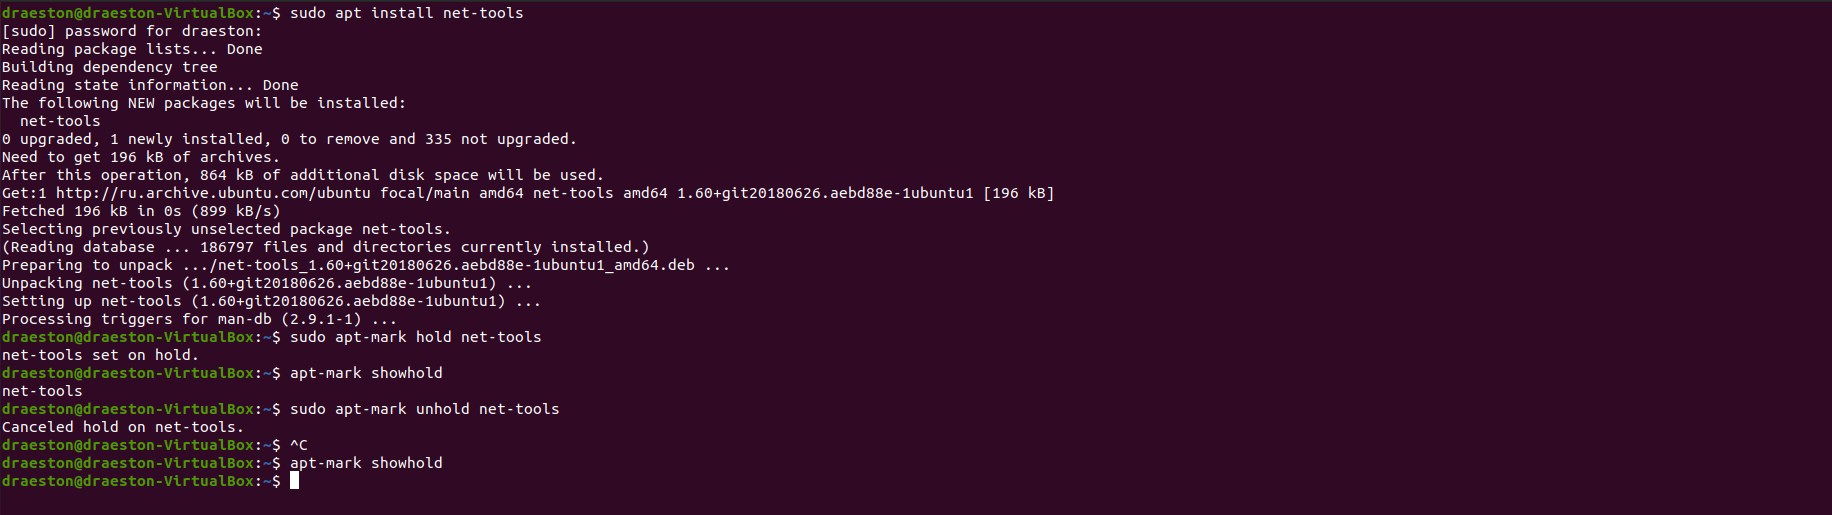 draeston@draeston-VirtualBox:~$ sudo apt install net-tools
[sudo] password for draeston:
Reading package lists... Done
Building dependency tree
Reading state information... Done
The following NEW packages will be installed:
  net-tools
0 upgraded, 1 newly installed, 0 to remove and 335 not upgraded.
Need to get 196 kB of archives.
After this operation, 864 kB of additional disk space will be used.
Get:1 http://ru.archive.ubuntu.com/ubuntu focal/main amd64 net-tools amd64 1.60+git20180626.aebd88e-1ubuntu1 [196 kB]
Fetched 196 kB in 0s (899 kB/s)
Selecting previously unselected package net-tools.
(Reading database ... 186797 files and directories currently installed.)
Preparing to unpack .../net-tools_1.60+git20180626.aebd88e-1ubuntu1_amd64.deb ...
Unpacking net-tools (1.60+git20180626.aebd88e-1ubuntu1) ...
Setting up net-tools (1.60+git20180626.aebd88e-1ubuntu1) ...
Processing triggers for man-db (2.9.1-1) ...
draeston@draeston-VirtualBox:~$ sudo apt-mark hold net-tools
net-tools set on hold.
draeston@draeston-VirtualBox:~$ apt-mark showhold
net-tools
draeston@draeston-VirtualBox:~$ sudo apt-mark unhold net-tools
Canceled hold on net-tools.
draeston@draeston-VirtualBox:~$ ^C
draeston@draeston-VirtualBox:~$ apt-mark showhold
draeston@draeston-VirtualBox:~$